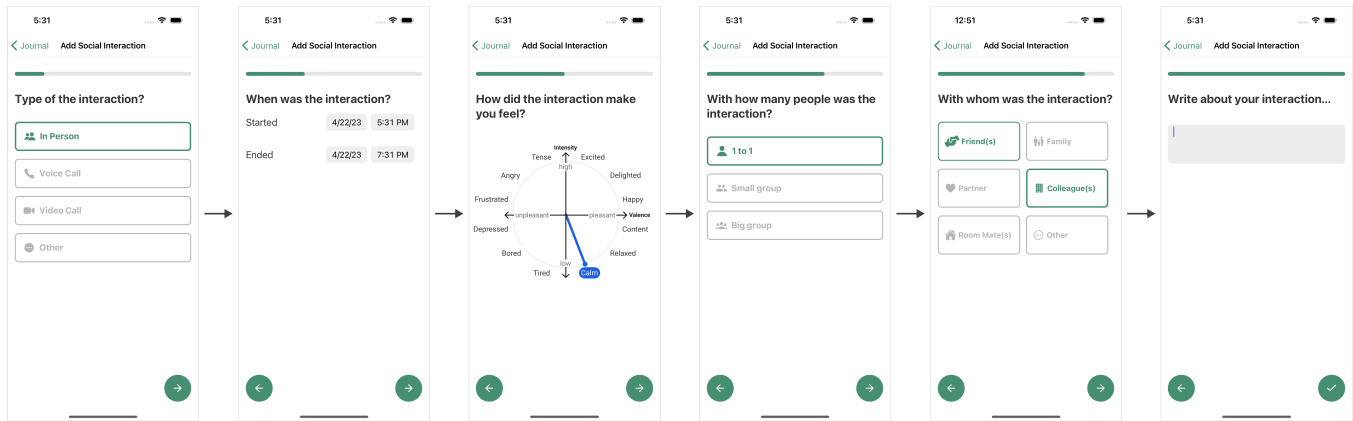 5:31
Journal Add Social Interaction
Type of the interaction?
In Person
Voice Call
Video Call
Other
5:31
Journal Add Social Interaction
When was the interaction?
Started 4/22/23 5:31 PM
Ended 4/22/23 7:31 PM
5:31
Journal Add Social Interaction
How did the interaction make
you feel?
Intensity
Tense Excited
high
Angry Delighted
Frustrated Happy
unpleasant pleasant Valence
Depressed Content
Bored Relaxed
low
Tired Calm
5:31
Journal Add Social Interaction
With how many people was the
interaction?
1 to 1
Small group
Big group
12:51
Journal Add Social Interaction
With whom was the interaction?
Friend(s) Family
Partner Colleague(s)
Room Mate(s) Other
5:31
Journal Add Social Interaction
Write about your interaction...